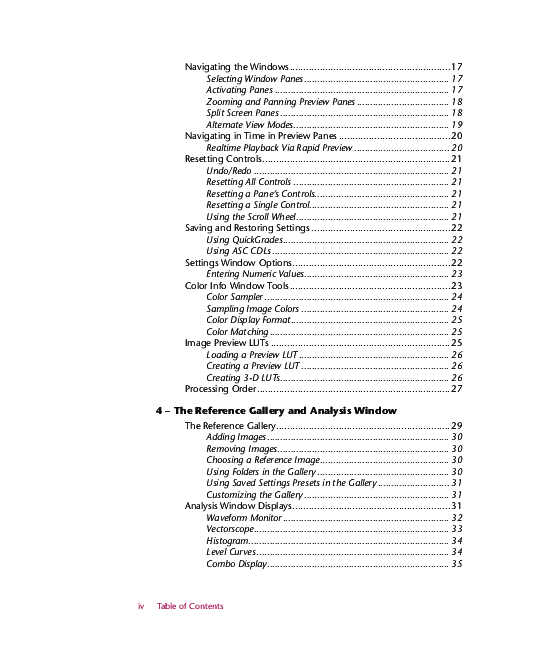 Navigating the Windows..........17
Selecting Window Panes.......... 17
Activating Panes.......... 17
Zooming and Panning Preview Panes.......... 18
Split Screen Panes.......... 18
Alternate View Modes.......... 19
Navigating in Time in Preview Panes..........20
Realtime Playback Via Rapid Preview.......... 20
Resetting Controls..........21
Undo/Redo.......... 21
Resetting All Controls.......... 21
Resetting a Pane's Controls.......... 21
Resetting a Single Control.......... 21
Using the Scroll Wheel.......... 21
Saving and Restoring Settings..........22
Using QuickGrades.......... 22
Using ASC CDLs.......... 22
Settings Window Options..........22
Entering Numeric Values.......... 23
Color Info Window Tools..........23
Color Sampler.......... 24
Sampling Image Colors.......... 24
Color Display Format.......... 25
Color Matching.......... 25
Image Preview LUTs..........25
Loading a Preview LUT.......... 26
Creating a Preview LUT.......... 26
Creating 3-D LUTs.......... 26
Processing Order..........27
4 – The Reference Gallery and Analysis Window
The Reference Gallery..........29
Adding Images.......... 30
Removing Images.......... 30
Choosing a Reference Image.......... 30
Using Folders in the Gallery.......... 30
Using Saved Settings Presets in the Gallery.......... 31
Customizing the Gallery.......... 31
Analysis Window Displays..........31
Waveform Monitor.......... 32
Vectorscope.......... 33
Histogram.......... 34
Level Curves.......... 34
Combo Display.......... 35
iv Table of Contents